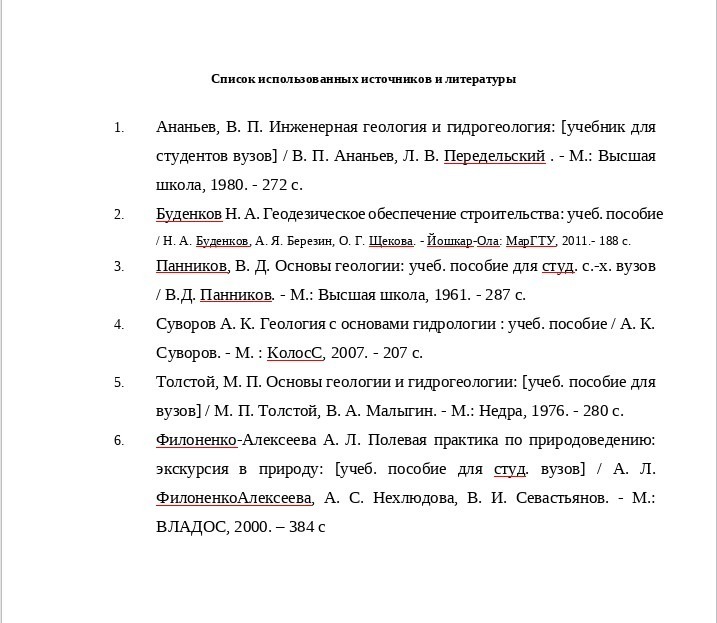 Список использованных источников и литературы
1. Ананьев, В. П. Инженерная геология и гидрогеология: [учебник для
студентов вузов] / В. П. Ананьев, Л. В. Передельский . - М.: Высшая
школа, 1980. - 272 с.
2. Буденков Н. А. Геодезическое обеспечение строительства: учеб. пособие
/ Н. А. Буденков, А. Я. Березин, О. Г. Щекова. - Йошкар-Ола: МарГТУ, 2011.- 188 с.
3. Панников, В. Д. Основы геологии: учеб. пособие для студ. с.-х. вузов
/ В.Д. Панников. - М.: Высшая школа, 1961. - 287 с.
4. Суворов А. К. Геология с основами гидрологии : учеб. пособие / А. К.
Суворов. - М. : КолосС, 2007. - 207 с.
5. Толстой, М. П. Основы геологии и гидрогеологии: [учеб. пособие для
вузов] / М. П. Толстой, В. А. Малыгин. - М.: Недра, 1976. - 280 с.
6. Филоненко-Алексеева А. Л. Полевая практика по природоведению:
экскурсия в природу: [учеб. пособие для студ. вузов] / А. Л.
ФилоненкоАлексеева, А. С. Нехлюдова, В. И. Севастьянов. - М.:
ВЛАДОС, 2000. – 384 с